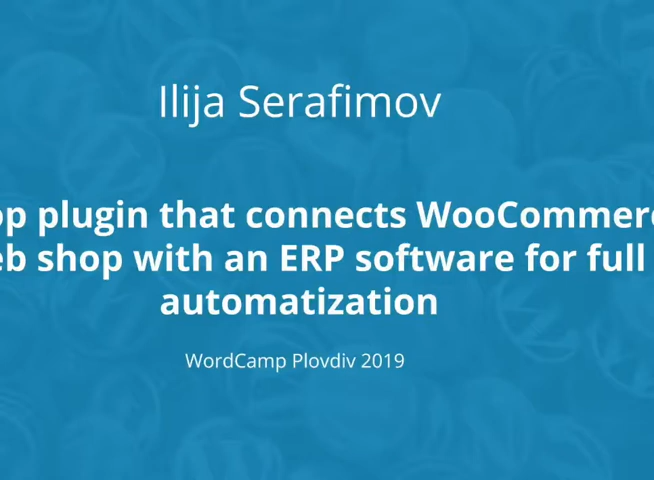 Ilija Serafimov
op plugin that connects WooCommerc
eb shop with an ERP software for full
automatization
WordCamp Plovdiv 2019